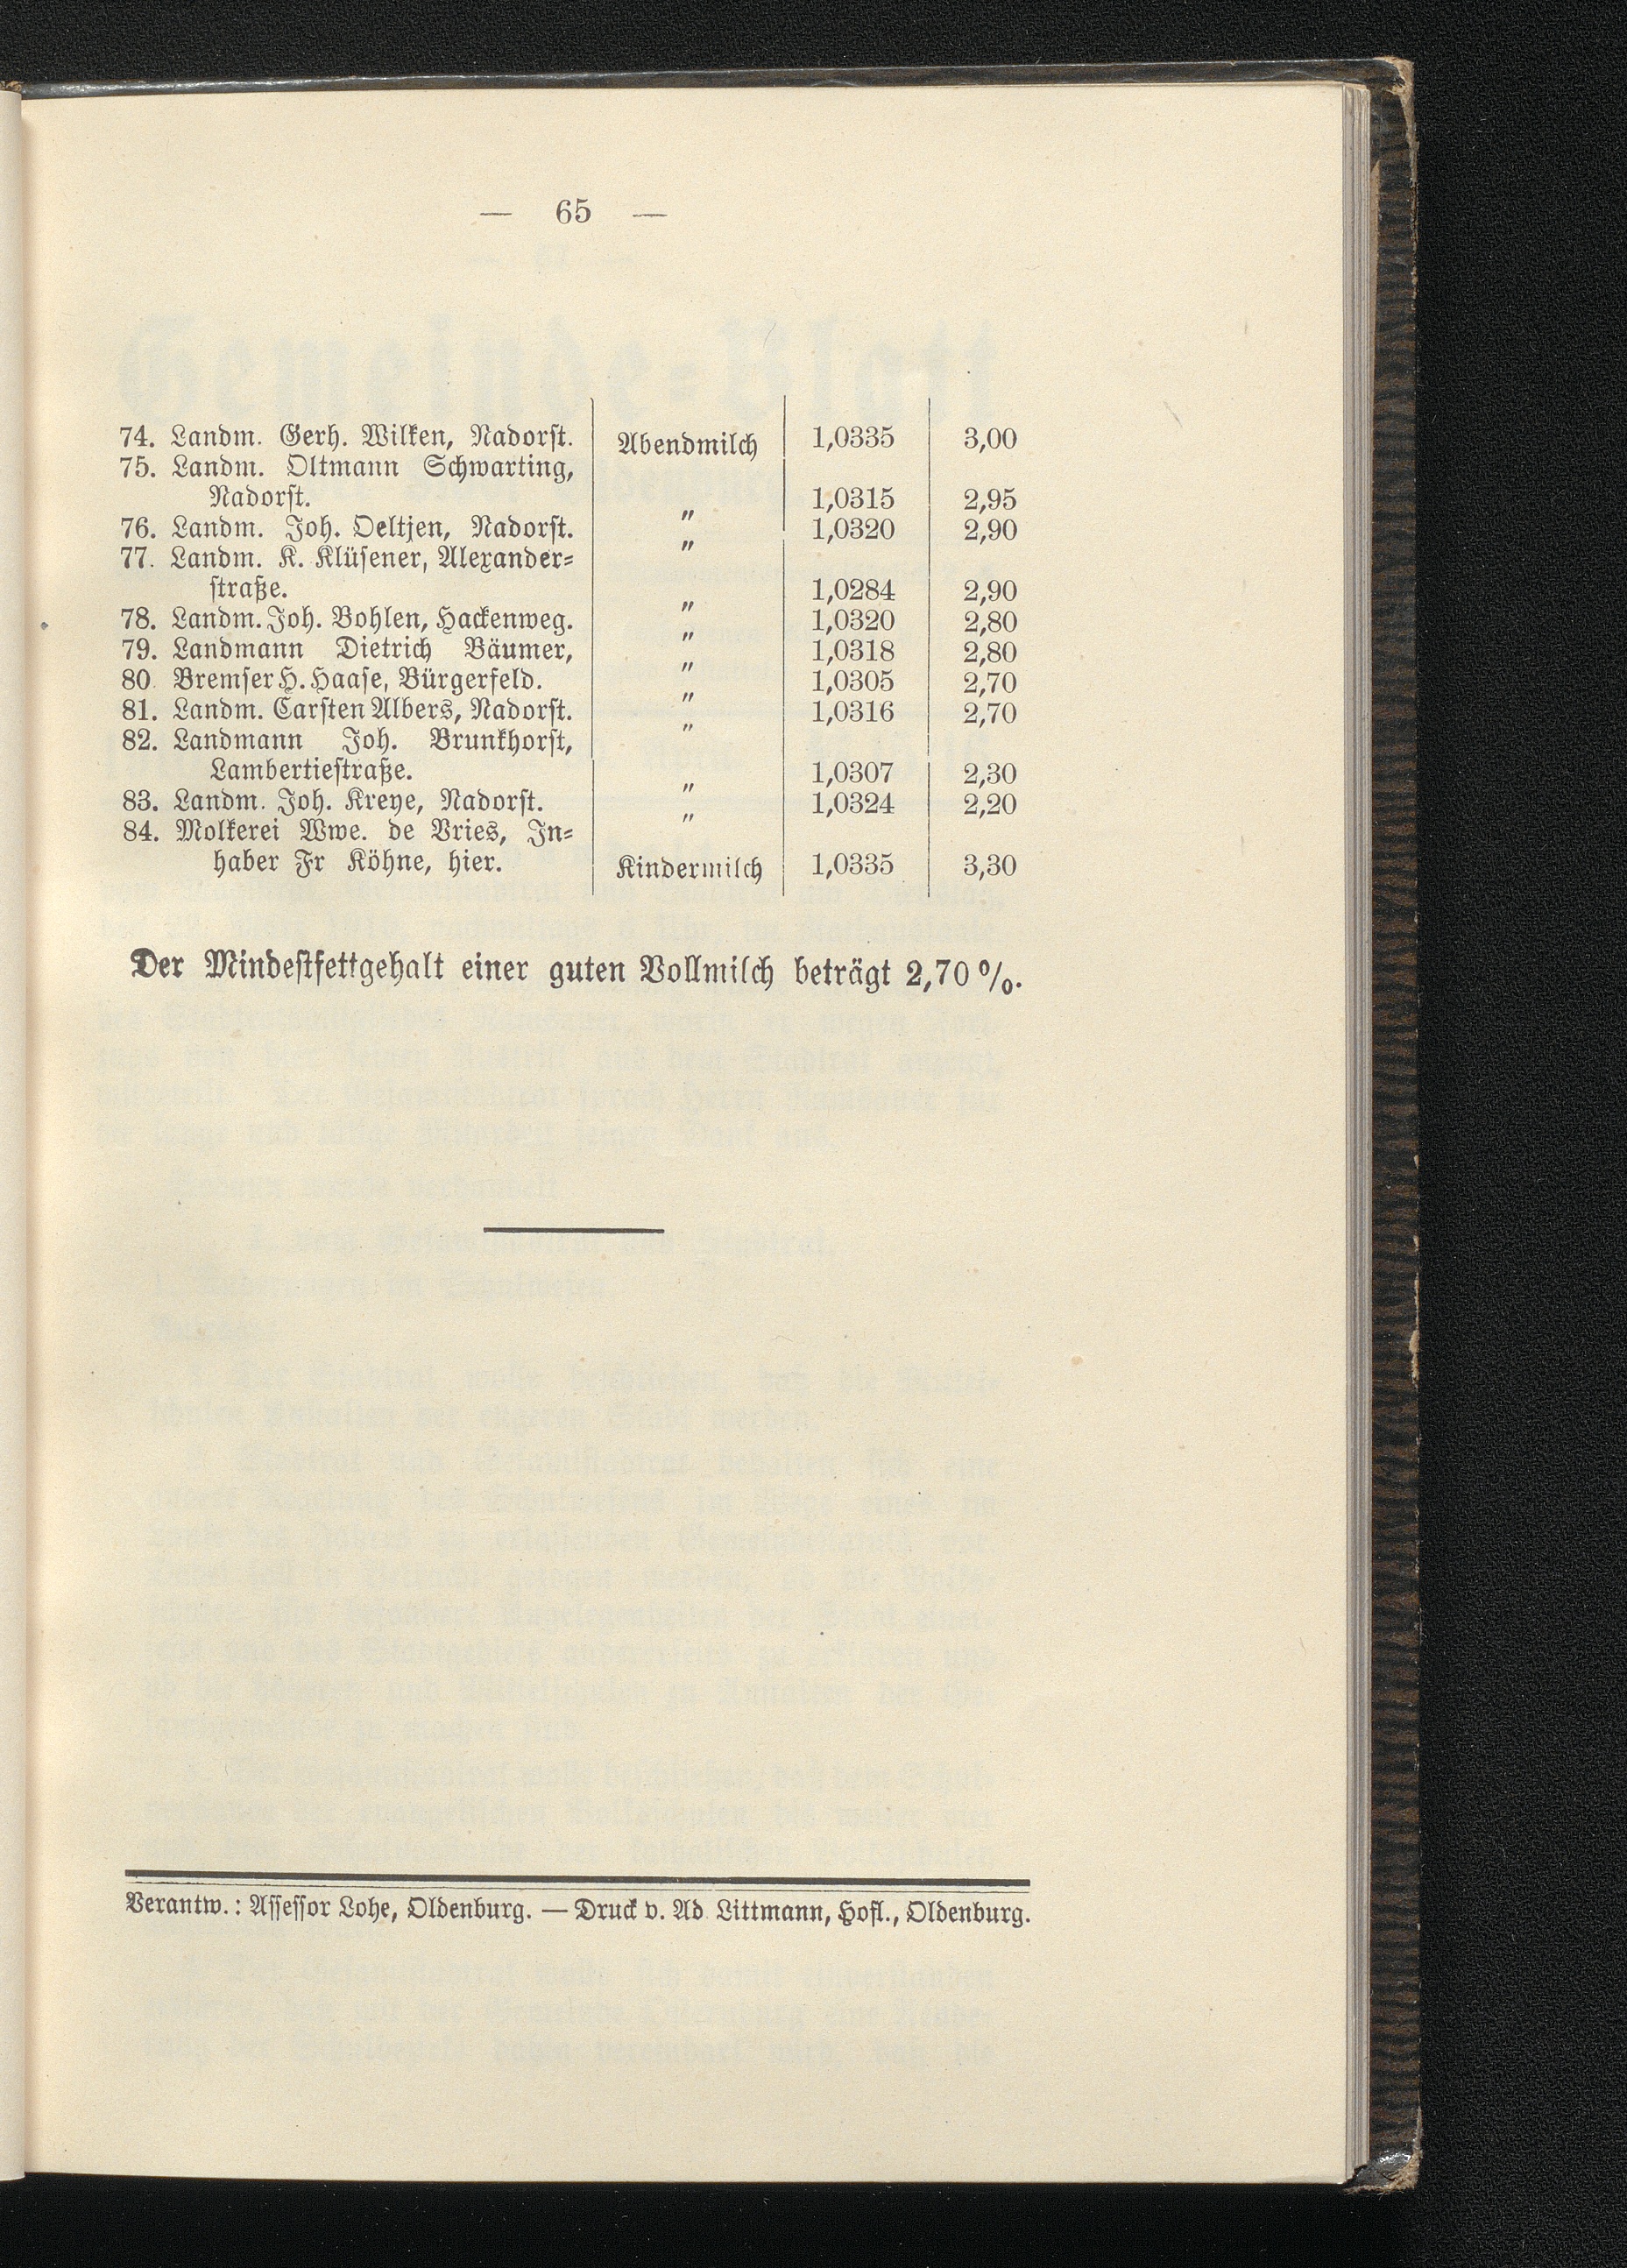 — 65 —
74. Landm. Gerh. Wilken, Nadorst. Abendmilch 1,0335 3,00
75. Landm. Oltmann Schwarting,
Nadorst. " 1,0315 2,95
76. Landm. Joh. Oeltjen, Nadorst. " 1,0320 2,90
77. Landm. K. Klüsener, Alexander=
straße. " 1,0284 2,90
78. Landm. Joh. Bohlen, Hackenweg. " 1,0320 2,80
79. Landmann Dietrich Bäumer, " 1,0318 2,80
80. Bremser H. Haase, Bürgerfeld. " 1,0305 2,70
81. Landm. Carsten Albers, Nadorst. " 1,0316 2,70
82. Landmann Joh. Brunkhorst,
Lambertiestraße. " 1,0307 2,30
83. Landm. Joh. Kreye, Nadorst. " 1,0324 2,20
84. Molkerei Wwe. de Vries, In=
haber Fr Köhne, hier. Kindermilch 1,0335 3,30
Der Mindestfettgehalt einer guten Vollmilch beträgt 2,70 %.
Verantw.: Assessor Lohe, Oldenburg. — Druck v. Ad. Littmann, Hofl., Oldenburg.